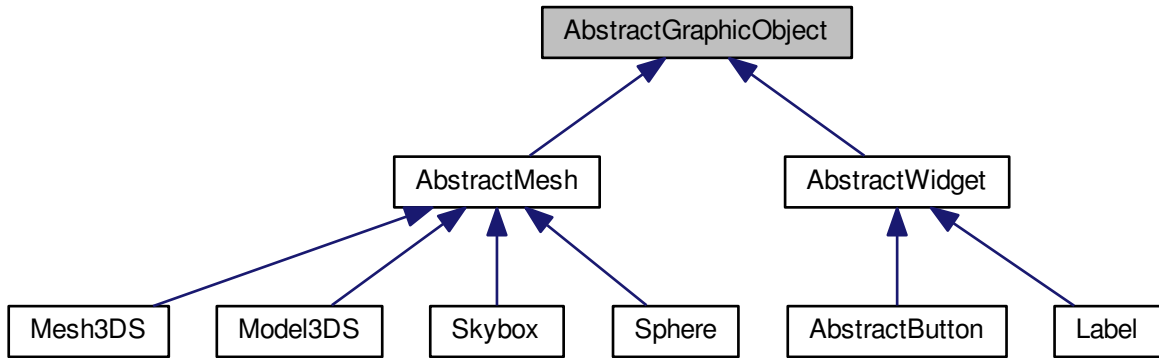 AbstractGraphicObject
AbstractMesh
AbstractWidget
Mesh3DS
Model3DS
Skybox
Sphere
AbstractButton
Label